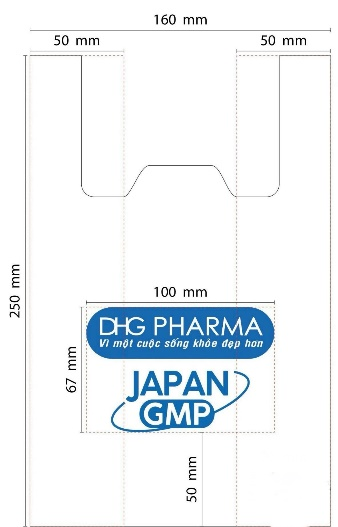 160 mm
50 mm
50 mm
250 mm
100 mm
67 mm
DHG PHARMA
Vì một cuộc sống khỏe đẹp hơn
JAPAN
GMP
50 mm